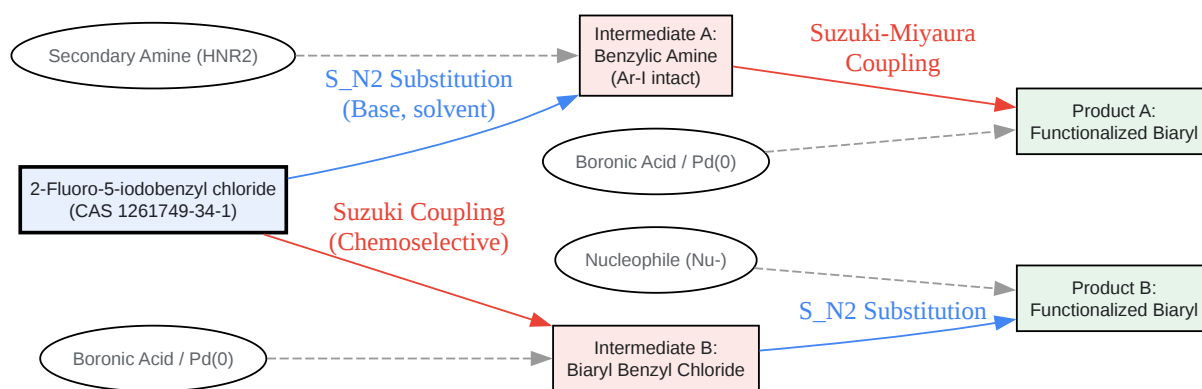 Secondary Amine (HNR2)
S_N2 Substitution
(Base, solvent)
Intermediate A:
Benzylic Amine
(Ar-I intact)
Suzuki-Miyaura
Coupling
Product A:
Functionalized Biaryl
Boronic Acid / Pd(0)
2-Fluoro-5-iodobenzyl chloride
(CAS 1261749-34-1)
Suzuki Coupling
(Chemoselective)
Nucleophile (Nu-)
S_N2 Substitution
Product B:
Functionalized Biaryl
Boronic Acid / Pd(0)
Intermediate B:
Biaryl Benzyl Chloride